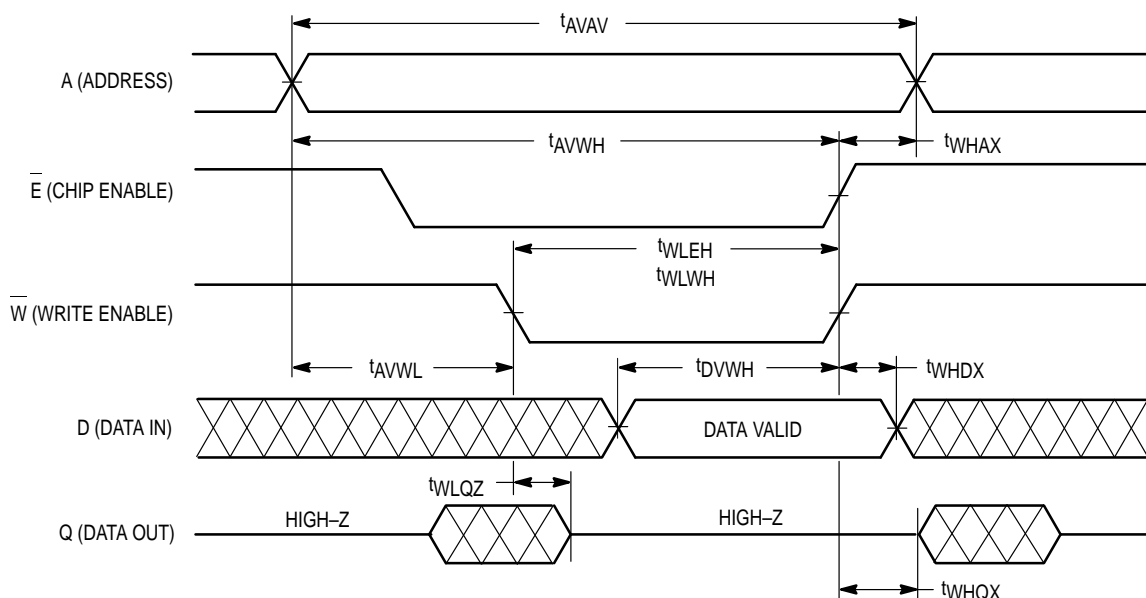 tAVAV
A (ADDRESS)
tAVWH
tWHAX
E (CHIP ENABLE)
tWLEH
tWLWH
W (WRITE ENABLE)
tAVWL
tDVWH
tWHDX
D (DATA IN)
DATA VALID
tWLQZ
Q (DATA OUT)
HIGH–Z
HIGH–Z
tWHQX